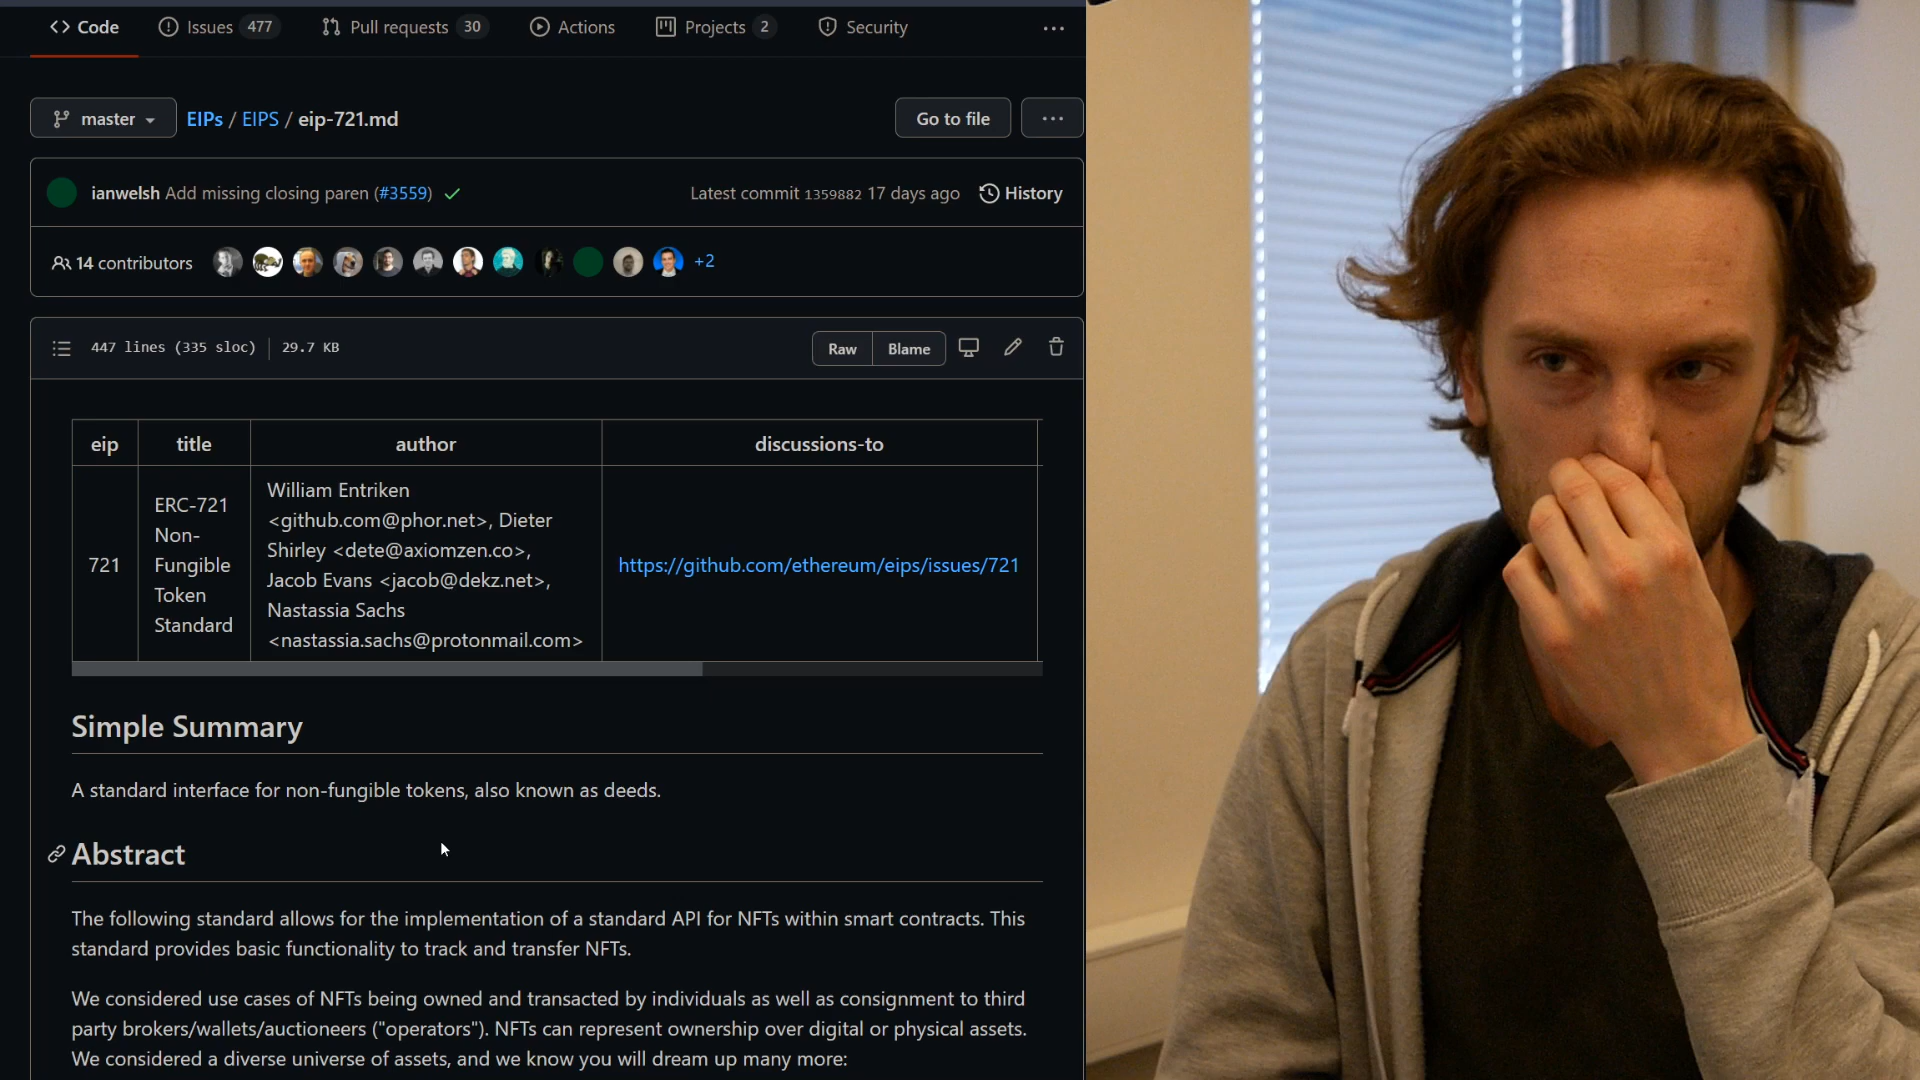 Code Issues 477 Pull requests 30 Actions Projects 2 Security
master EIPs / EIPS / eip-721.md Go to file
ianwelsh Add missing closing paren (#3559) Latest commit 1359882 17 days ago History
14 contributors +2
447 lines (335 sloc) 29.7 KB Raw Blame
eip title author discussions-to
721
ERC-721
Non-
Fungible
Token
Standard
William Entriken
<github.com@phor.net>, Dieter
Shirley <dete@axiomzen.co>,
Jacob Evans <jacob@dekz.net>,
Nastassia Sachs
<nastassia.sachs@protonmail.com>
https://github.com/ethereum/eips/issues/721
Simple Summary
A standard interface for non-fungible tokens, also known as deeds.
Abstract
The following standard allows for the implementation of a standard API for NFTs within smart contracts. This
standard provides basic functionality to track and transfer NFTs.
We considered use cases of NFTs being owned and transacted by individuals as well as consignment to third
party brokers/wallets/auctioneers ("operators"). NFTs can represent ownership over digital or physical assets.
We considered a diverse universe of assets, and we know you will dream up many more: